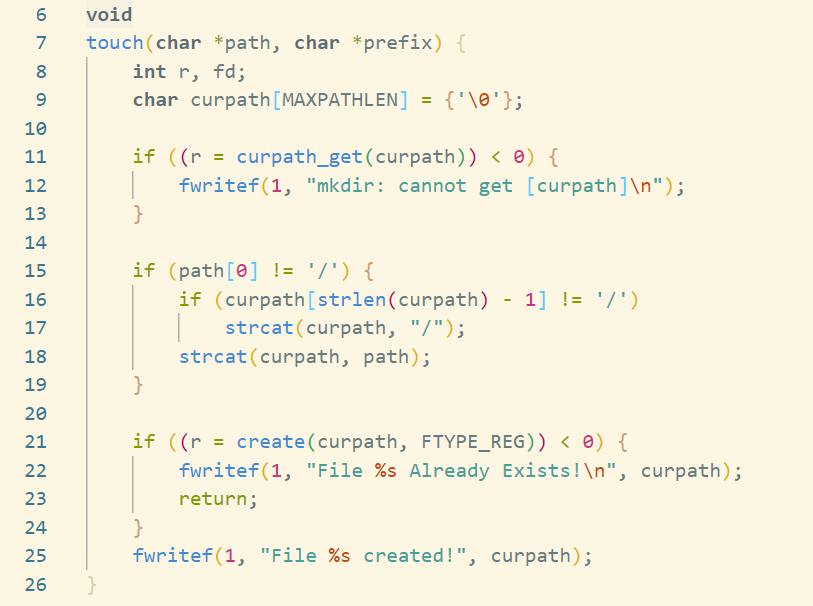 6 void
7 touch(char *path, char *prefix) {
8     int r, fd;
9     char curpath[MAXPATHLEN] = {'\0'};
10
11     if ((r = curpath_get(curpath)) < 0) {
12         fwritef(1, "mkdir: cannot get [curpath]\n");
13     }
14
15     if (path[0] != '/') {
16         if (curpath[strlen(curpath) - 1] != '/')
17             strcat(curpath, "/");
18         strcat(curpath, path);
19     }
20
21     if ((r = create(curpath, FTYPE_REG)) < 0) {
22         fwritef(1, "File %s Already Exists!\n", curpath);
23         return;
24     }
25     fwritef(1, "File %s created!", curpath);
26 }